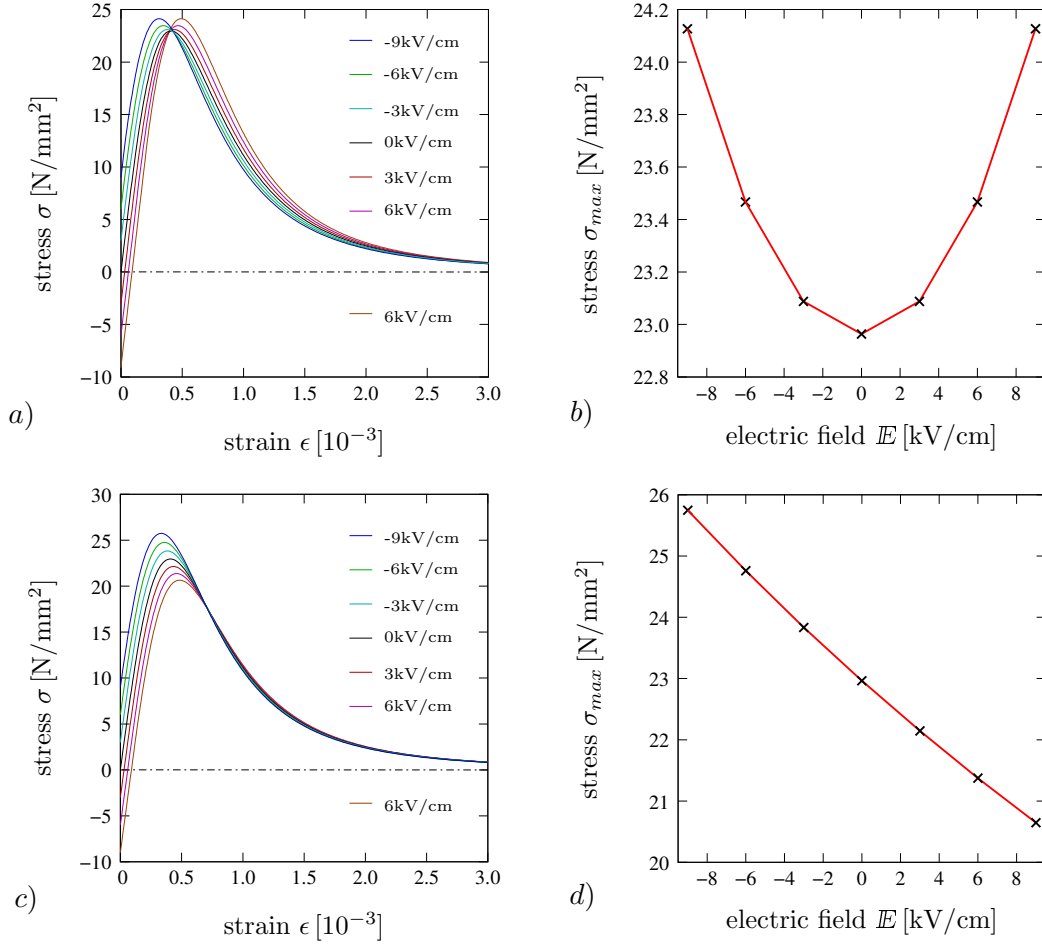 25
20
15
10
5
0
−5
−10
0
0.5
1.0
1.5
2.0
2.5
3.0
stress σ [N/mm²]
strain ϵ [10⁻³]
-9kV/cm
-6kV/cm
-3kV/cm
0kV/cm
3kV/cm
6kV/cm
6kV/cm
a)
24.2
24.0
23.8
23.6
23.4
23.2
23.0
22.8
−8
−6
−4
−2
0
2
4
6
8
stress σmax [N/mm²]
electric field 𝔼 [kV/cm]
b)
30
25
20
15
10
5
0
−5
−10
0
0.5
1.0
1.5
2.0
2.5
3.0
stress σ [N/mm²]
strain ϵ [10⁻³]
-9kV/cm
-6kV/cm
-3kV/cm
0kV/cm
3kV/cm
6kV/cm
6kV/cm
c)
26
25
24
23
22
21
20
−8
−6
−4
−2
0
2
4
6
8
stress σmax [N/mm²]
electric field 𝔼 [kV/cm]
d)